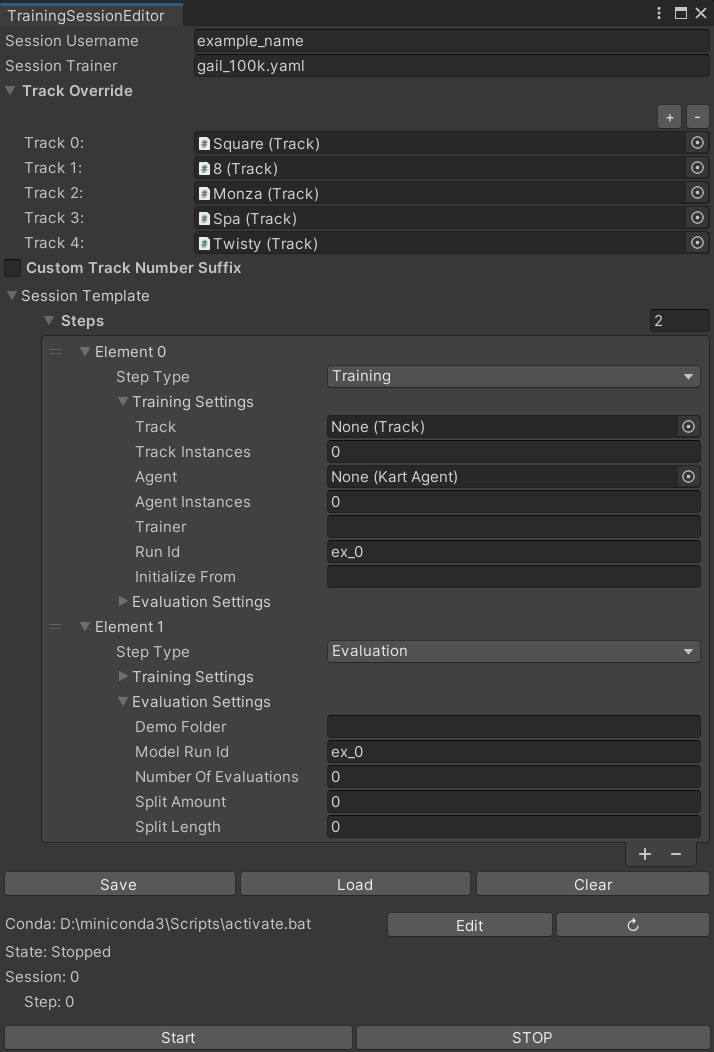 TrainingSessionEditor
Session Username example_name
Session Trainer gail_100k.yaml
Track Override
+ -
Track 0: Square (Track)
Track 1: 8 (Track)
Track 2: Monza (Track)
Track 3: Spa (Track)
Track 4: Twisty (Track)
Custom Track Number Suffix
Session Template
Steps 2
Element 0
Step Type Training
Training Settings
Track None (Track)
Track Instances 0
Agent None (Kart Agent)
Agent Instances 0
Trainer
Run Id ex_0
Initialize From
Evaluation Settings
Element 1
Step Type Evaluation
Training Settings
Evaluation Settings
Demo Folder
Model Run Id ex_0
Number Of Evaluations 0
Split Amount 0
Split Length 0
+ −
Save Load Clear
Conda: D:\miniconda3\Scripts\activate.bat Edit
State: Stopped
Session: 0
Step: 0
Start STOP